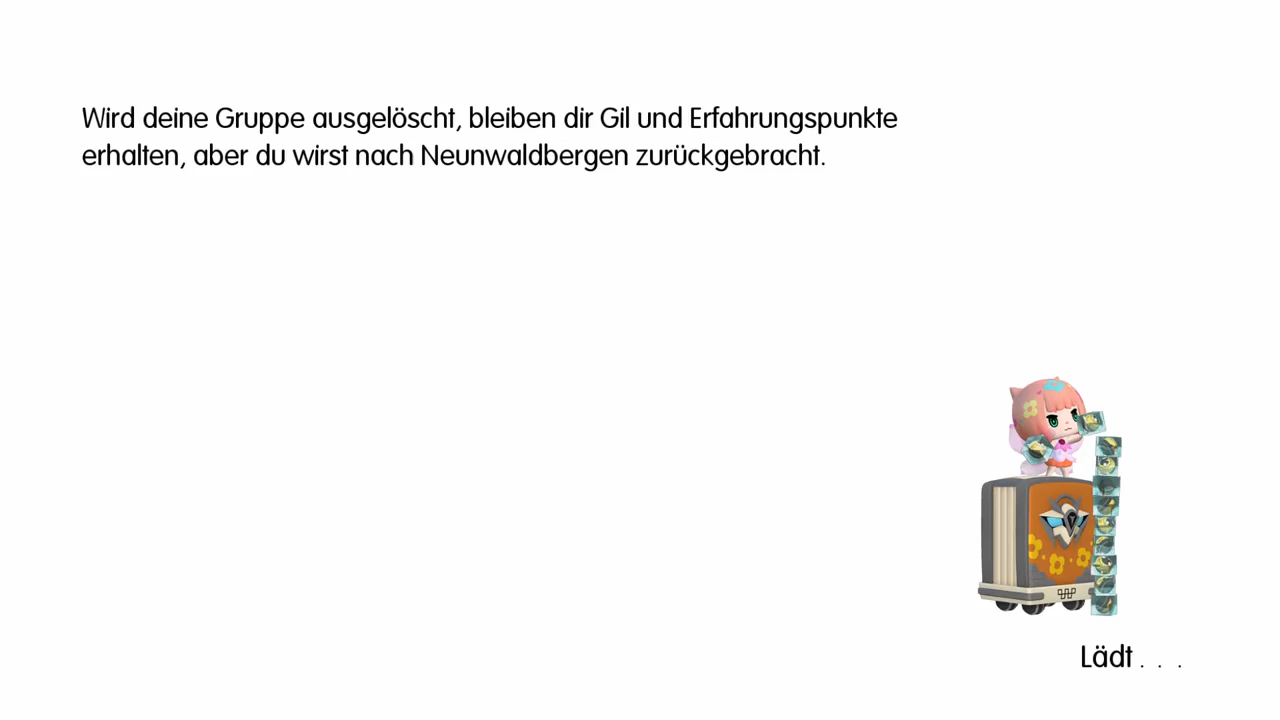 Wird deine Gruppe ausgelöscht, bleiben dir Gil und Erfahrungspunkte
erhalten, aber du wirst nach Neunwaldbergen zurückgebracht.
Lädt . . .